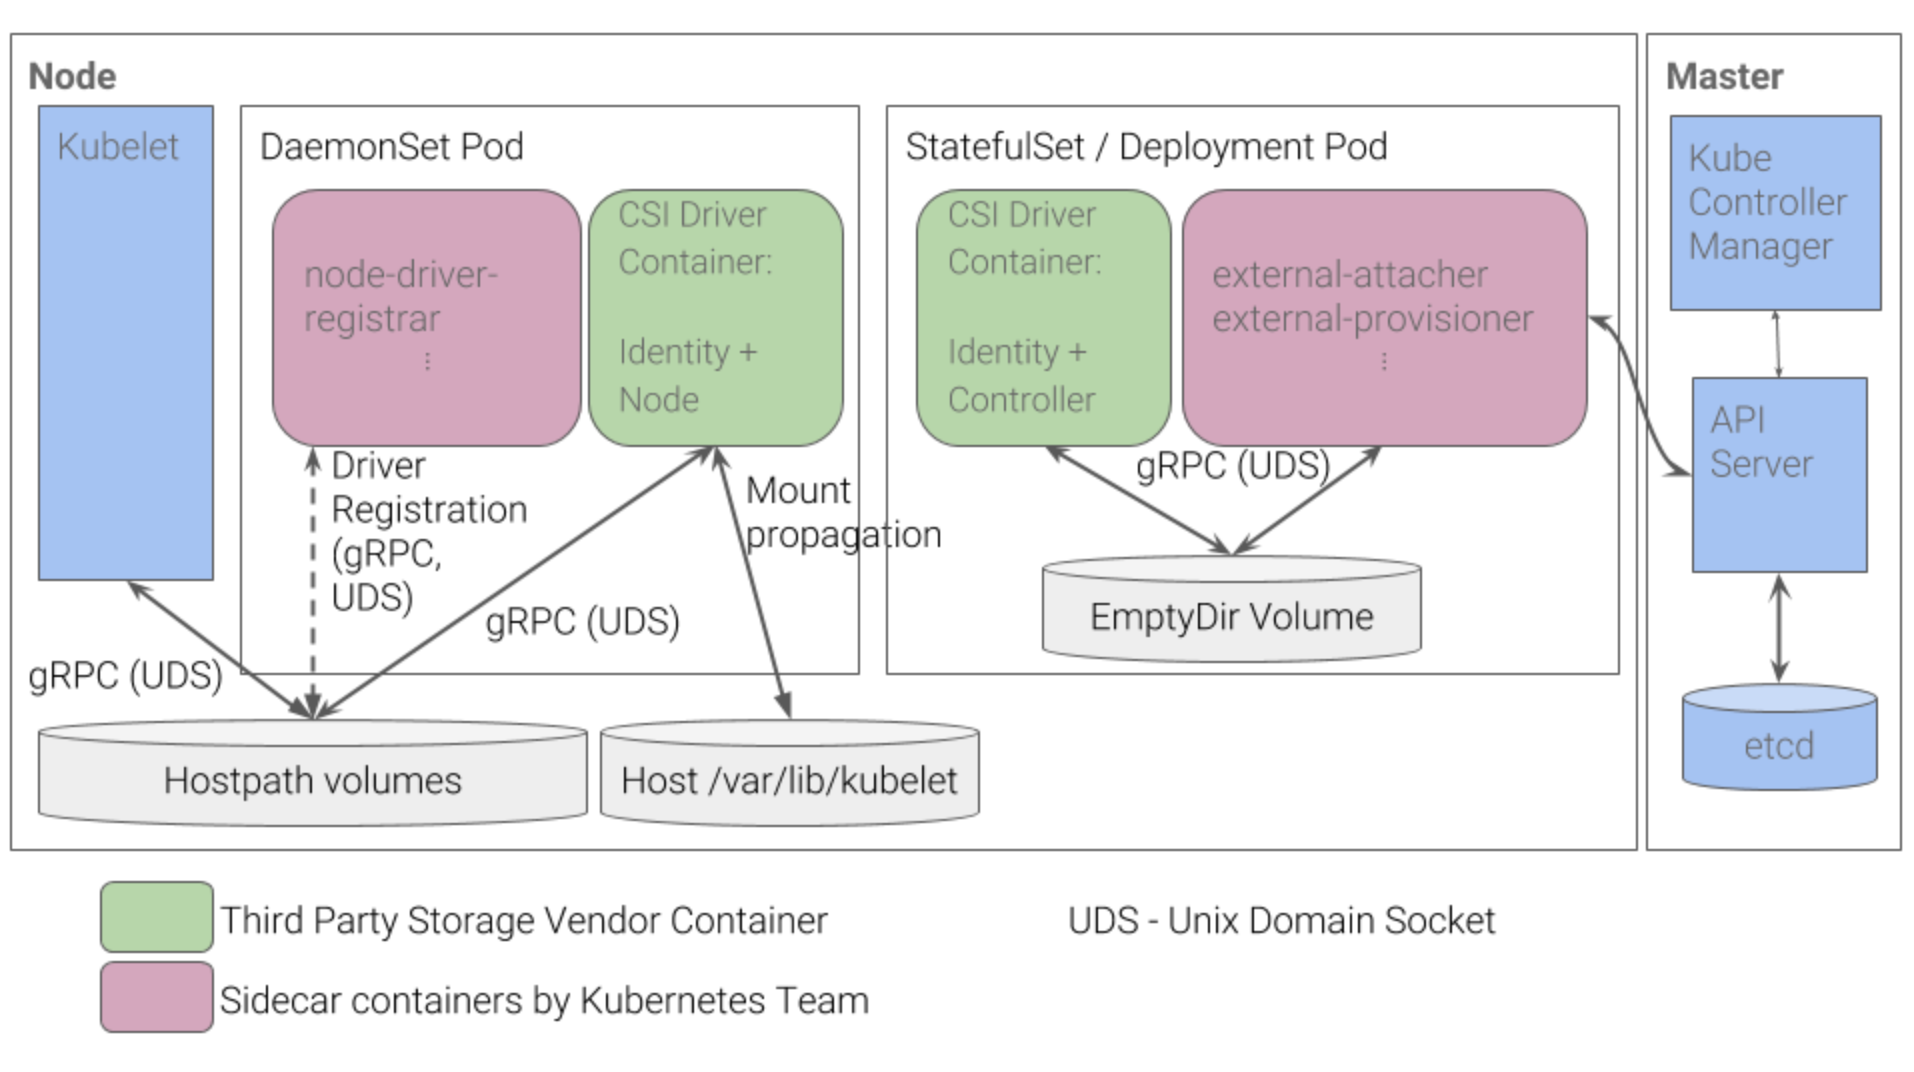 Node
Kubelet
DaemonSet Pod
node-driver-
registrar
⋮
CSI Driver
Container:
Identity +
Node
Driver
Registration
(gRPC,
UDS)
Mount
propagation
gRPC (UDS)
gRPC (UDS)
Hostpath volumes
Host /var/lib/kubelet
StatefulSet / Deployment Pod
CSI Driver
Container:
Identity +
Controller
external-attacher
external-provisioner
⋮
gRPC (UDS)
EmptyDir Volume
Master
Kube
Controller
Manager
API
Server
etcd
Third Party Storage Vendor Container
UDS - Unix Domain Socket
Sidecar containers by Kubernetes Team